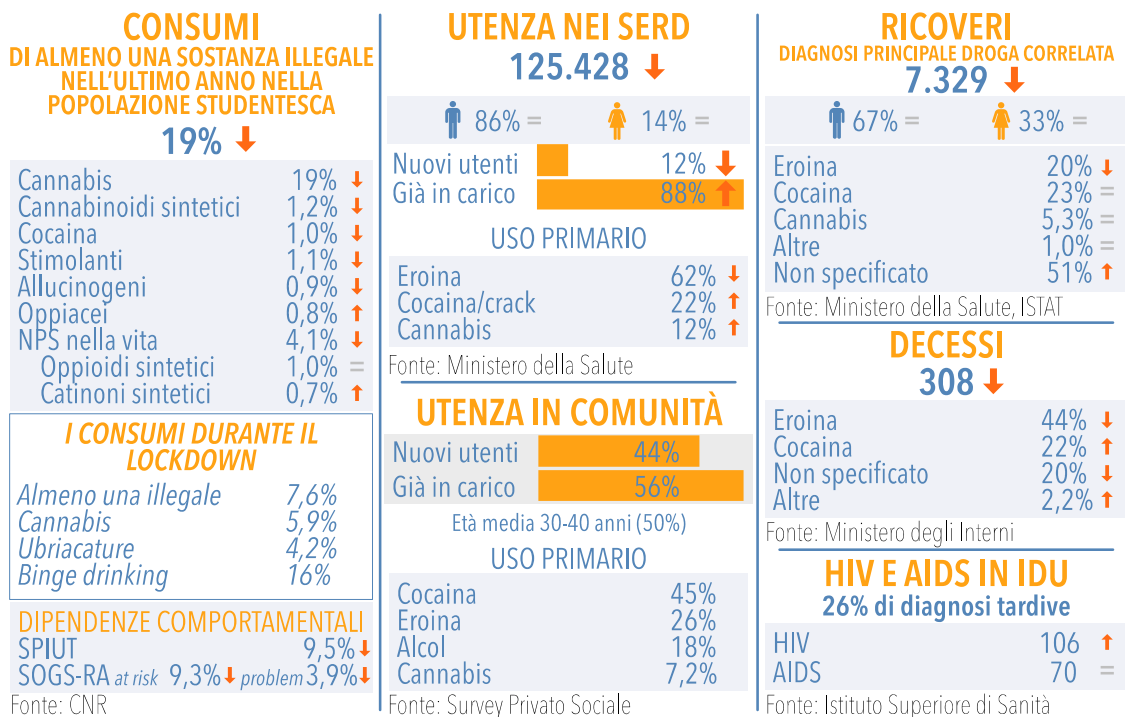 CONSUMI
DI ALMENO UNA SOSTANZA ILLEGALE
NELL'ULTIMO ANNO NELLA
POPOLAZIONE STUDENTESCA
19% ↓
Cannabis 19% ↓
Cannabinoidi sintetici 1,2% ↓
Cocaina 1,0% ↓
Stimolanti 1,1% ↓
Allucinogeni 0,9% ↓
Oppiacei 0,8% ↑
NPS nella vita 4,1% ↓
Oppioidi sintetici 1,0% =
Catinoni sintetici 0,7% ↑
I CONSUMI DURANTE IL
LOCKDOWN
Almeno una illegale 7,6%
Cannabis 5,9%
Ubriacature 4,2%
Binge drinking 16%
DIPENDENZE COMPORTAMENTALI
SPIUT 9,5% ↓
SOGS-RA at risk 9,3% ↓ problem 3,9% ↓
Fonte: CNR
UTENZA NEI SERD
125.428 ↓
86% = 14% =
Nuovi utenti 12% ↓
Già in carico 88% ↑
USO PRIMARIO
Eroina 62% ↓
Cocaina/crack 22% ↑
Cannabis 12% ↑
Fonte: Ministero della Salute
UTENZA IN COMUNITÀ
Nuovi utenti 44%
Già in carico 56%
Età media 30-40 anni (50%)
USO PRIMARIO
Cocaina 45%
Eroina 26%
Alcol 18%
Cannabis 7,2%
Fonte: Survey Privato Sociale
RICOVERI
DIAGNOSI PRINCIPALE DROGA CORRELATA
7.329 ↓
67% = 33% =
Eroina 20% ↓
Cocaina 23% =
Cannabis 5,3% =
Altre 1,0% =
Non specificato 51% ↑
Fonte: Ministero della Salute, ISTAT
DECESSI
308 ↓
Eroina 44% ↓
Cocaina 22% ↑
Non specificato 20% ↓
Altre 2,2% ↑
Fonte: Ministero degli Interni
HIV E AIDS IN IDU
26% di diagnosi tardive
HIV 106 ↑
AIDS 70 =
Fonte: Istituto Superiore di Sanità